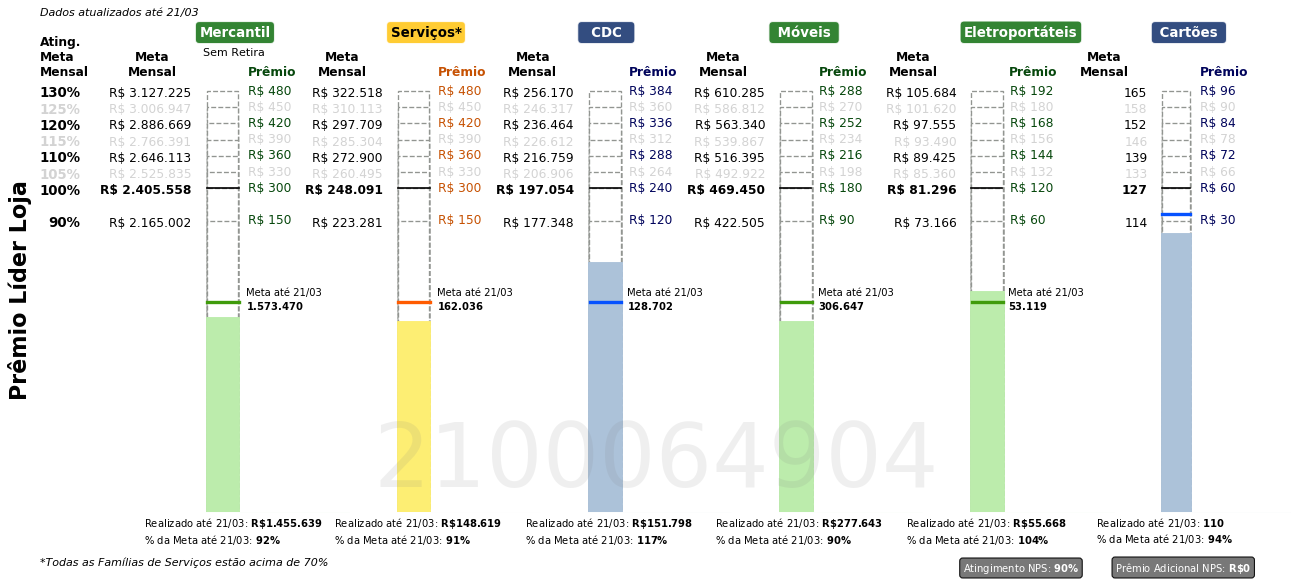 Dados atualizados até 21/03
Prêmio Líder Loja
Mercantil Serviços* CDC Móveis Eletroportáteis Cartões
Sem Retira
Ating. Meta Mensal
Meta Mensal Prêmio Meta Mensal Prêmio Meta Mensal Prêmio Meta Mensal Prêmio Meta Mensal Prêmio Meta Mensal Prêmio
130% R$ 3.127.225 R$ 480 R$ 322.518 R$ 480 R$ 256.170 R$ 384 R$ 610.285 R$ 288 R$ 105.684 R$ 192 165 R$ 96
125% R$ 3.006.947 R$ 450 R$ 310.113 R$ 450 R$ 246.317 R$ 360 R$ 586.812 R$ 270 R$ 101.620 R$ 180 158 R$ 90
120% R$ 2.886.669 R$ 420 R$ 297.709 R$ 420 R$ 236.464 R$ 336 R$ 563.340 R$ 252 R$ 97.555 R$ 168 152 R$ 84
115% R$ 2.766.391 R$ 390 R$ 285.304 R$ 390 R$ 226.612 R$ 312 R$ 539.867 R$ 234 R$ 93.490 R$ 156 146 R$ 78
110% R$ 2.646.113 R$ 360 R$ 272.900 R$ 360 R$ 216.759 R$ 288 R$ 516.395 R$ 216 R$ 89.425 R$ 144 139 R$ 72
105% R$ 2.525.835 R$ 330 R$ 260.495 R$ 330 R$ 206.906 R$ 264 R$ 492.922 R$ 198 R$ 85.360 R$ 132 133 R$ 66
100% R$ 2.405.558 R$ 300 R$ 248.091 R$ 300 R$ 197.054 R$ 240 R$ 469.450 R$ 180 R$ 81.296 R$ 120 127 R$ 60
90% R$ 2.165.002 R$ 150 R$ 223.281 R$ 150 R$ 177.348 R$ 120 R$ 422.505 R$ 90 R$ 73.166 R$ 60 114 R$ 30
Meta até 21/03 Meta até 21/03 Meta até 21/03 Meta até 21/03 Meta até 21/03
1.573.470 162.036 128.702 306.647 53.119
2100064904
Realizado até 21/03: R$1.455.639 Realizado até 21/03: R$148.619 Realizado até 21/03: R$151.798 Realizado até 21/03: R$277.643 Realizado até 21/03: R$55.668 Realizado até 21/03: 110
% da Meta até 21/03: 92% % da Meta até 21/03: 91% % da Meta até 21/03: 117% % da Meta até 21/03: 90% % da Meta até 21/03: 104% % da Meta até 21/03: 94%
*Todas as Famílias de Serviços estão acima de 70%
Atingimento NPS: 90% Prêmio Adicional NPS: R$0